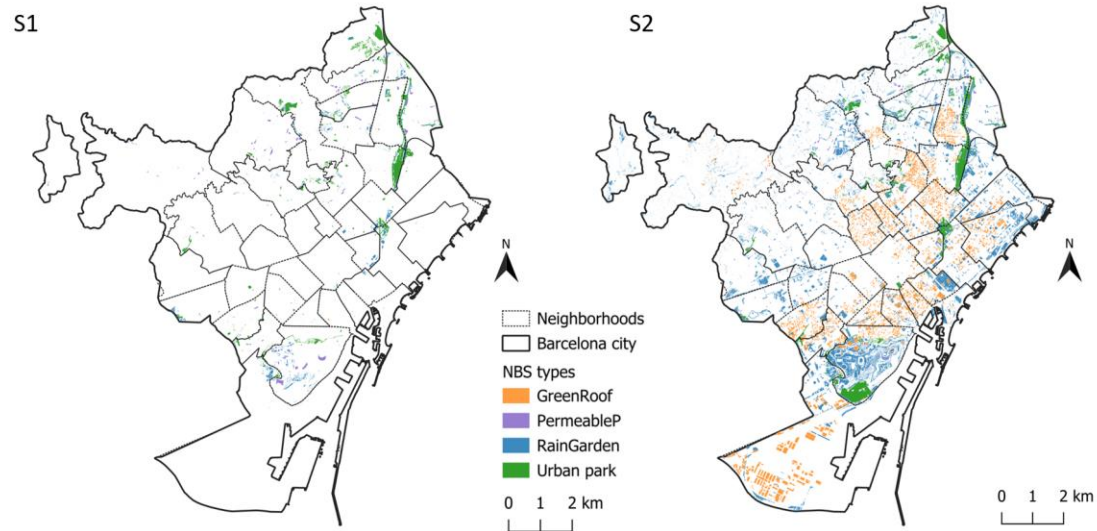 S1
S2
N
N
Neighborhoods
Barcelona city
NBS types
GreenRoof
PermeableP
RainGarden
Urban park
0 1 2 km
0 1 2 km